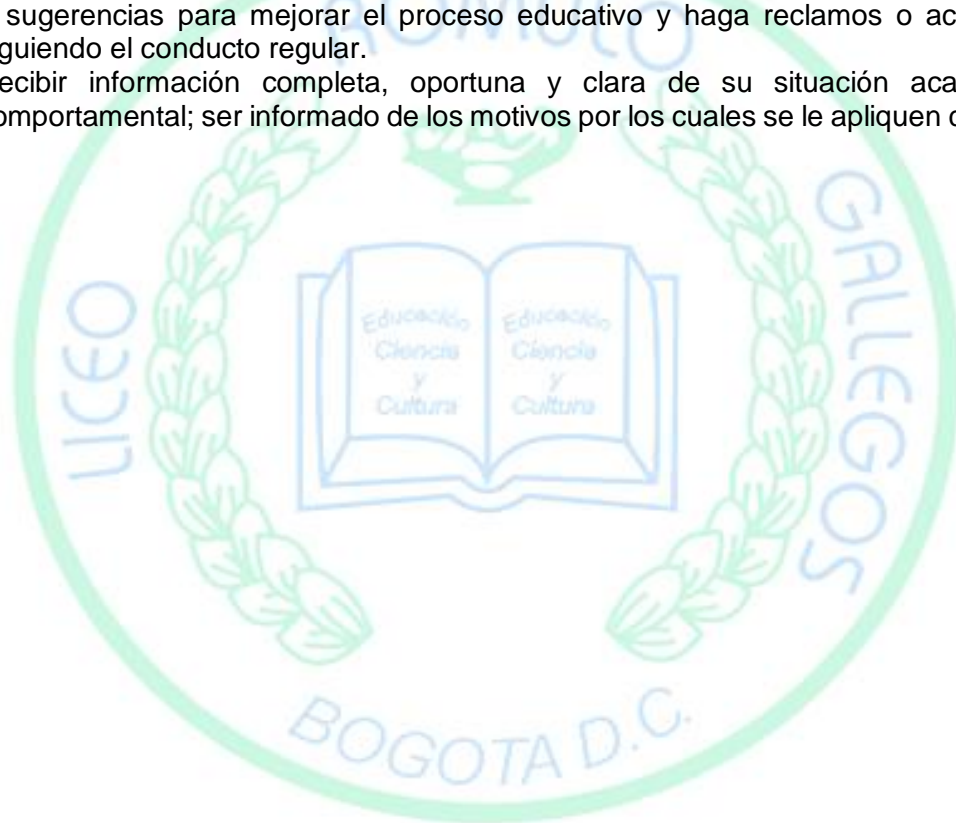 sugerencias para mejorar el proceso educativo y haga reclamos o ac
guiendo el conducto regular.
ecibir información completa, oportuna y clara de su situación aca
omportamental; ser informado de los motivos por los cuales se le apliquen
ROMULO
LICEO
GALLEGOS
Educación
Ciencia
y
Cultura
Educación
Ciencia
y
Cultura
BOGOTA D.C.